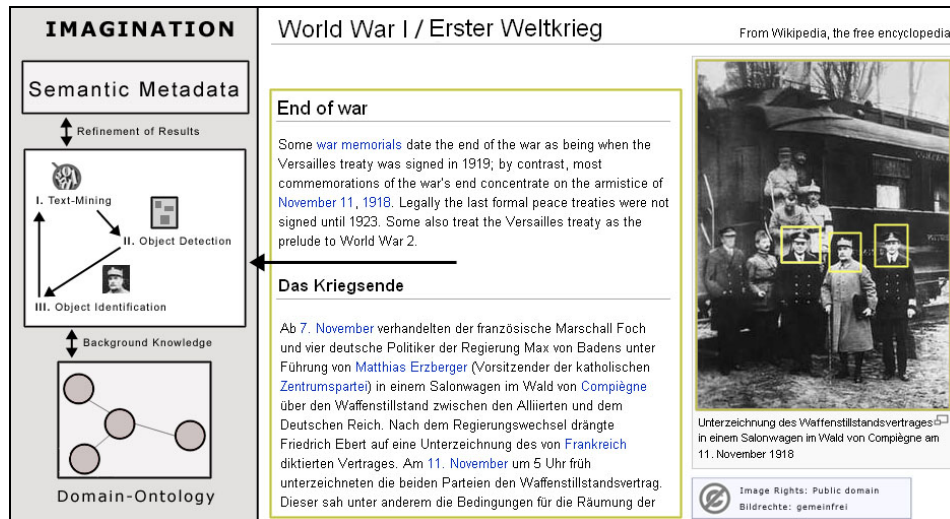 IMAGINATION
Semantic Metadata
Refinement of Results
I. Text-Mining
II. Object Detection
III. Object Identification
Background Knowledge
Domain-Ontology
World War I / Erster Weltkrieg
From Wikipedia, the free encyclopedia
End of war
Some war memorials date the end of the war as being when the
Versailles treaty was signed in 1919; by contrast, most
commemorations of the war's end concentrate on the armistice of
November 11, 1918. Legally the last formal peace treaties were not
signed until 1923. Some also treat the Versailles treaty as the
prelude to World War 2.
Das Kriegsende
Ab 7. November verhandelten der französische Marschall Foch
und vier deutsche Politiker der Regierung Max von Badens unter
Führung von Matthias Erzberger (Vorsitzender der katholischen
Zentrumspartei) in einem Salonwagen im Wald von Compiègne
über den Waffenstillstand zwischen den Alliierten und dem
Deutschen Reich. Nach dem Regierungswechsel drängte
Friedrich Ebert auf eine Unterzeichnung des von Frankreich
diktierten Vertrages. Am 11. November um 5 Uhr früh
unterzeichneten die beiden Parteien den Waffenstillstandsvertrag.
Dieser sah unter anderem die Bedingungen für die Räumung der
Unterzeichnung des Waffenstillstandsvertrages
in einem Salonwagen im Wald von Compiègne am
11. November 1918
Image Rights: Public domain
Bildrechte: gemeinfrei